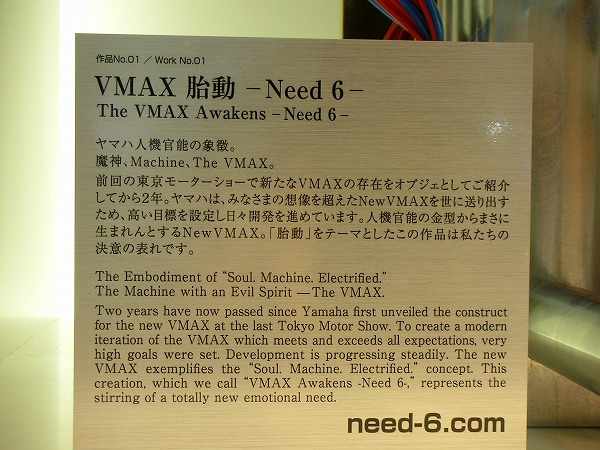 作品No.01 / Work No.01
VMAX 胎動 －Need 6－
The VMAX Awakens －Need 6－
ヤマハ人機官能の象徴。
魔神、Machine、The VMAX。
前回の東京モーターショーで新たなVMAXの存在をオブジェとしてご紹介
してから2年。ヤマハは、みなさまの想像を超えたNewVMAXを世に送り出す
ため、高い目標を設定し日々開発を進めています。人機官能の金型からまさに
生まれんとするNewVMAX。「胎動」をテーマとしたこの作品は私たちの
決意の表れです。
The Embodiment of “Soul. Machine. Electrified.”
The Machine with an Evil Spirit — The VMAX.
Two years have now passed since Yamaha first unveiled the construct
for the new VMAX at the last Tokyo Motor Show. To create a modern
iteration of the VMAX which meets and exceeds all expectations, very
high goals were set. Development is progressing steadily. The new
VMAX exemplifies the “Soul. Machine. Electrified.” concept. This
creation, which we call “VMAX Awakens -Need 6-,” represents the
stirring of a totally new emotional need.
need-6.com